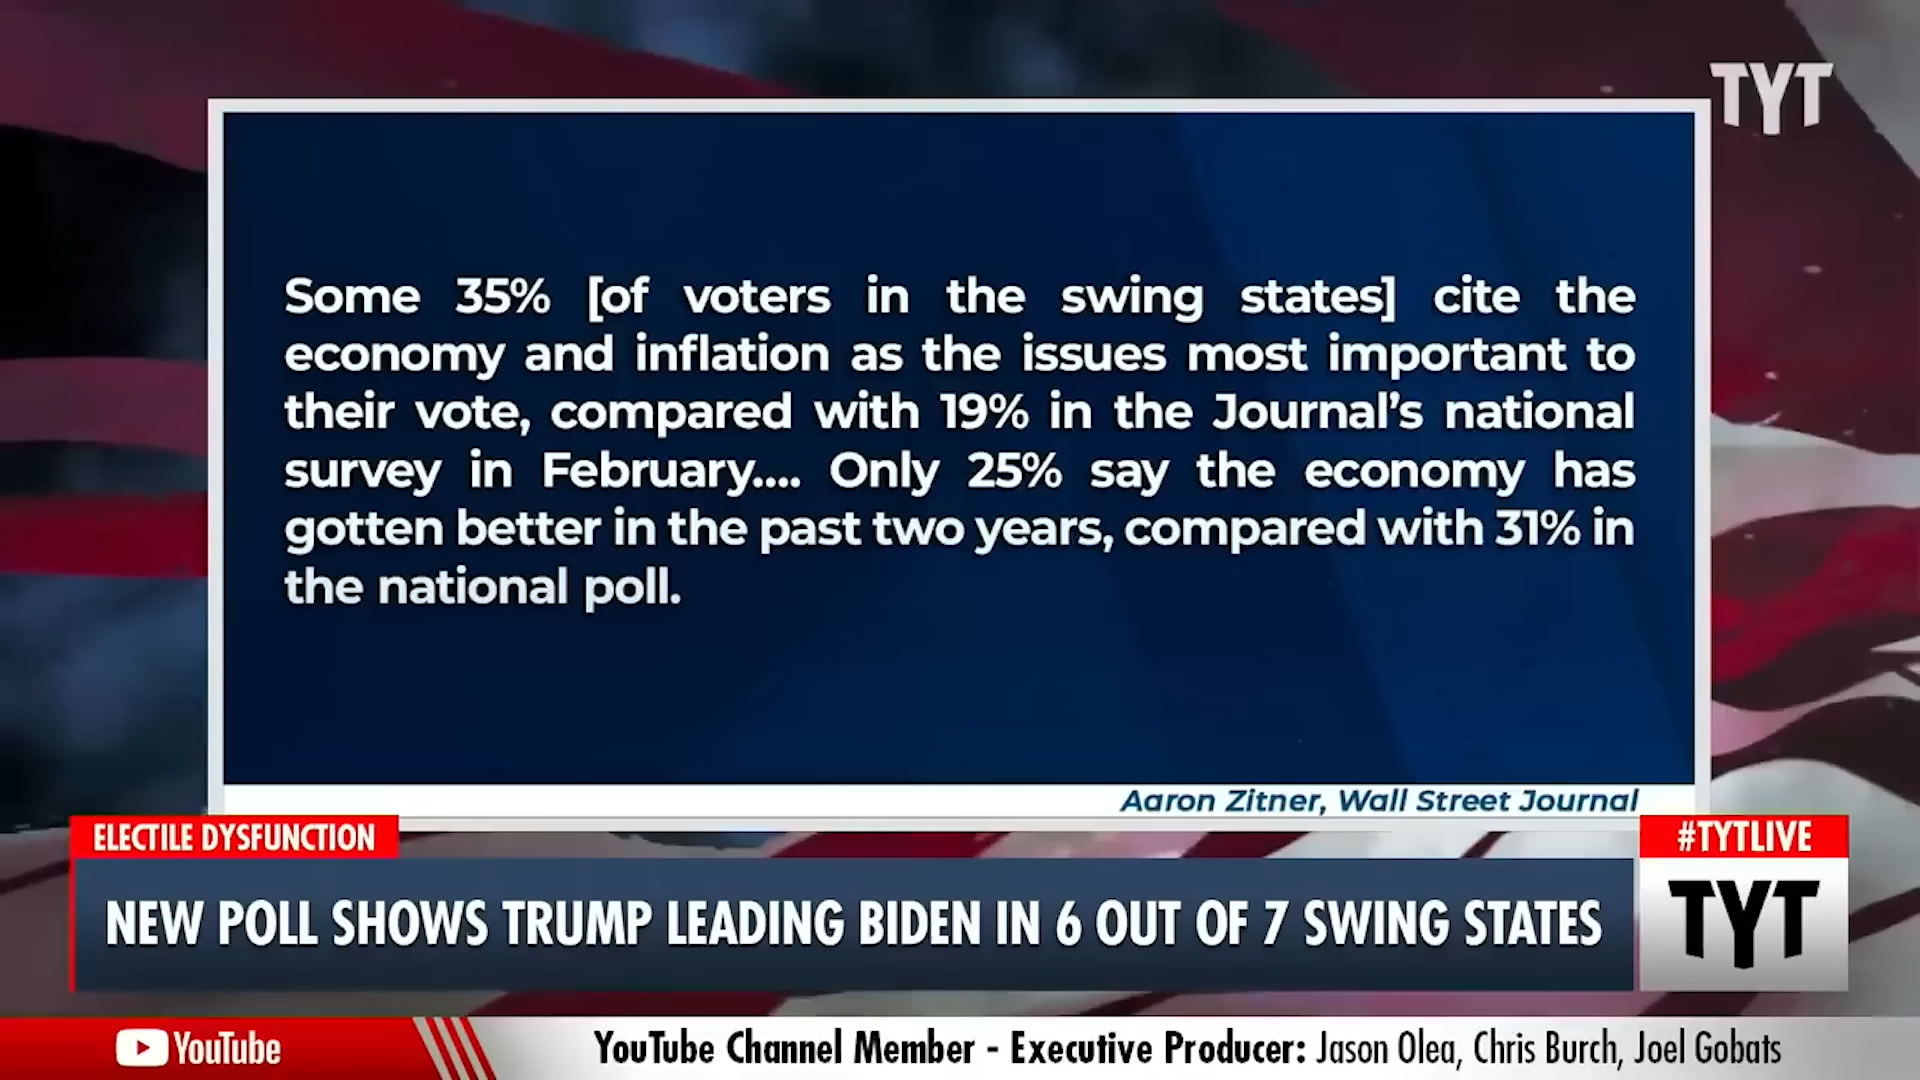 TYT
Some 35% [of voters in the swing states] cite the
economy and inflation as the issues most important to
their vote, compared with 19% in the Journal’s national
survey in February.... Only 25% say the economy has
gotten better in the past two years, compared with 31% in
the national poll.
Aaron Zitner, Wall Street Journal
ELECTILE DYSFUNCTION
#TYTLIVE
NEW POLL SHOWS TRUMP LEADING BIDEN IN 6 OUT OF 7 SWING STATES
TYT
YouTube
YouTube Channel Member - Executive Producer: Jason Olea, Chris Burch, Joel Gobats